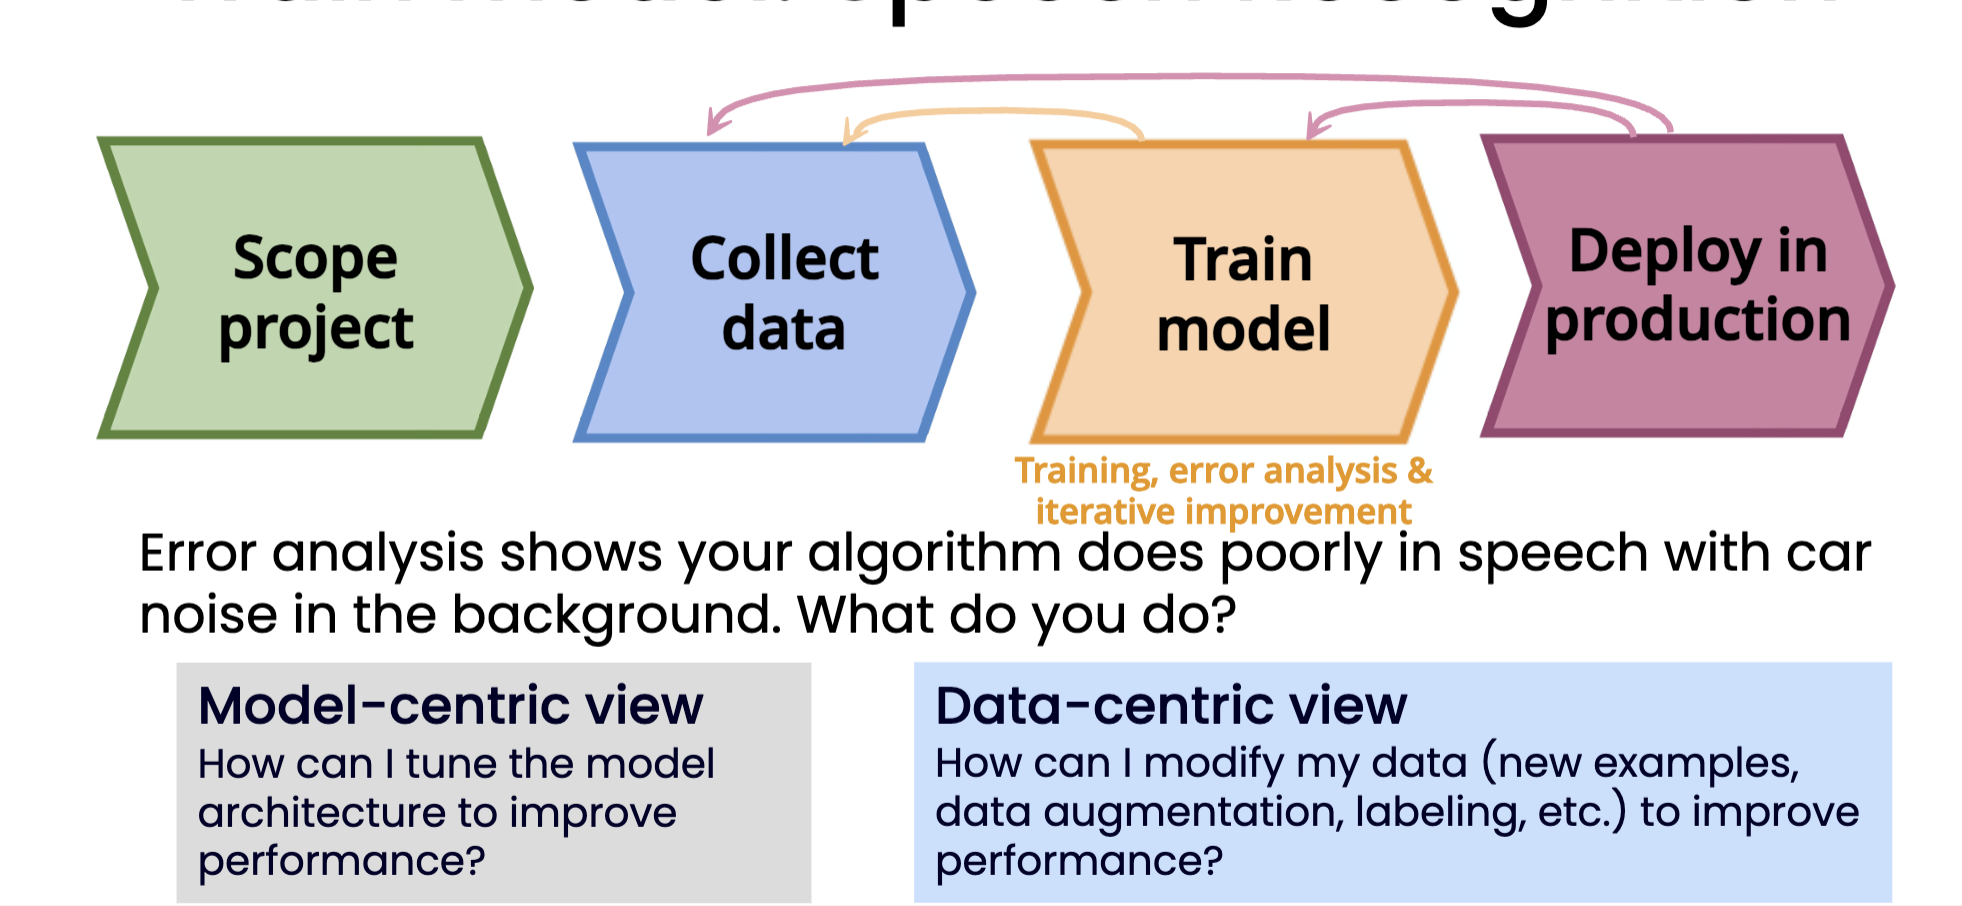 Scope
project
Collect
data
Train
model
Deploy in
production
Training, error analysis &
iterative improvement
Error analysis shows your algorithm does poorly in speech with car
noise in the background. What do you do?
Model-centric view
How can I tune the model
architecture to improve
performance?
Data-centric view
How can I modify my data (new examples,
data augmentation, labeling, etc.) to improve
performance?